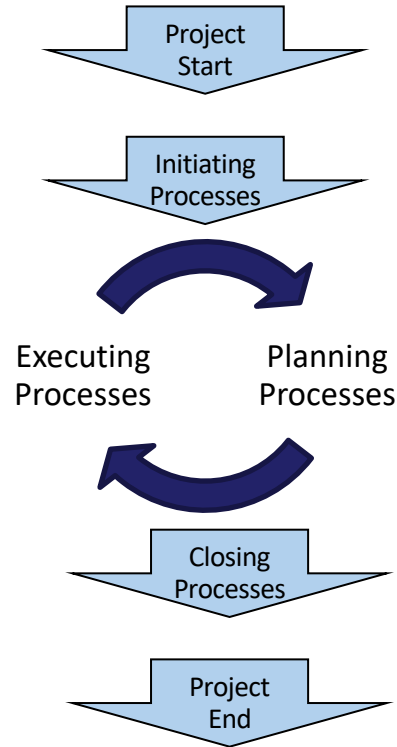 Project
Start
Initiating
Processes
Executing
Processes
Planning
Processes
Closing
Processes
Project
End